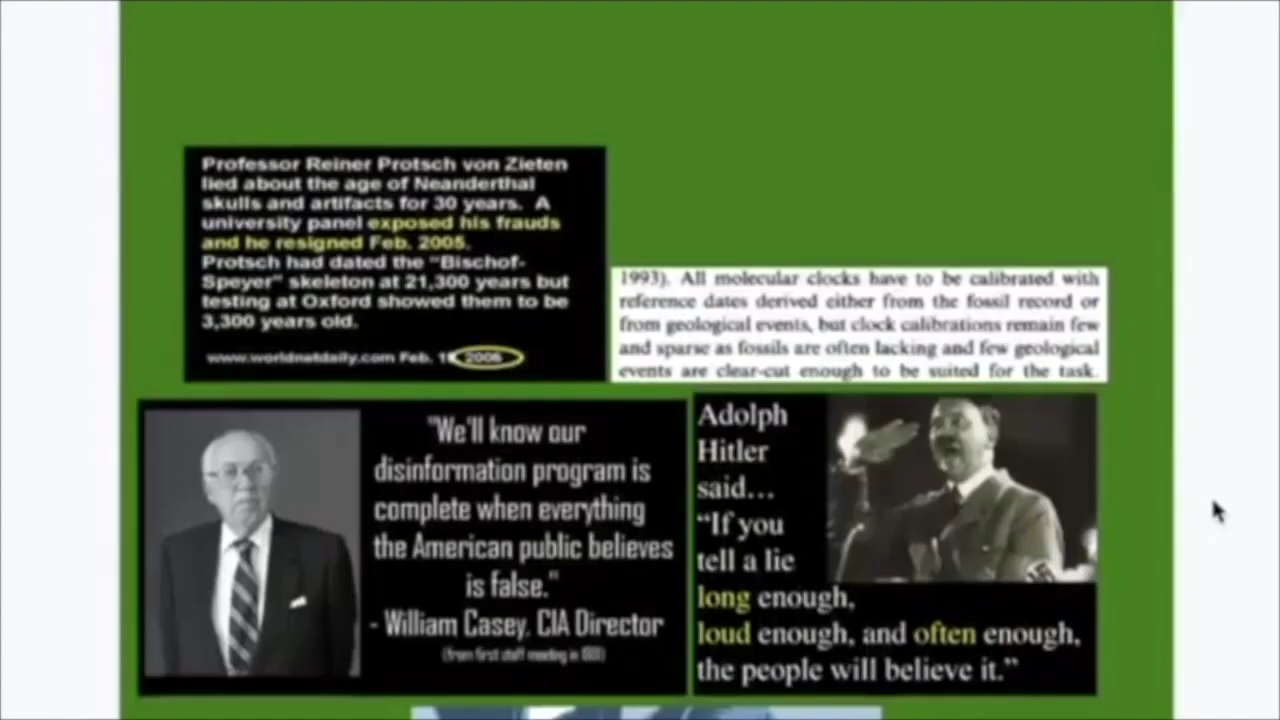 Professor Reiner Protsch von Zieten
lied about the age of Neanderthal
skulls and artifacts for 30 years. A
university panel exposed his frauds
and he resigned Feb. 2005.
Protsch had dated the "Bischof-
Speyer" skeleton at 21,300 years but
testing at Oxford showed them to be
3,300 years old.
www.worldnetdaily.com Feb.
1993). All molecular clocks have to be calibrated with
reference dates derived either from the fossil record or
from geological events, but clock calibrations remain few
and sparse as fossils are often lacking and few geological
events are clear-cut enough to be suited for the task.
"We'll know our
disinformation program is
complete when everything
the American public believes
is false."
- William Casey, CIA Director
(from first staff meeting in 1981)
Adolph
Hitler
said...
“If you
tell a lie
long enough,
loud enough, and often enough,
the people will believe it.”